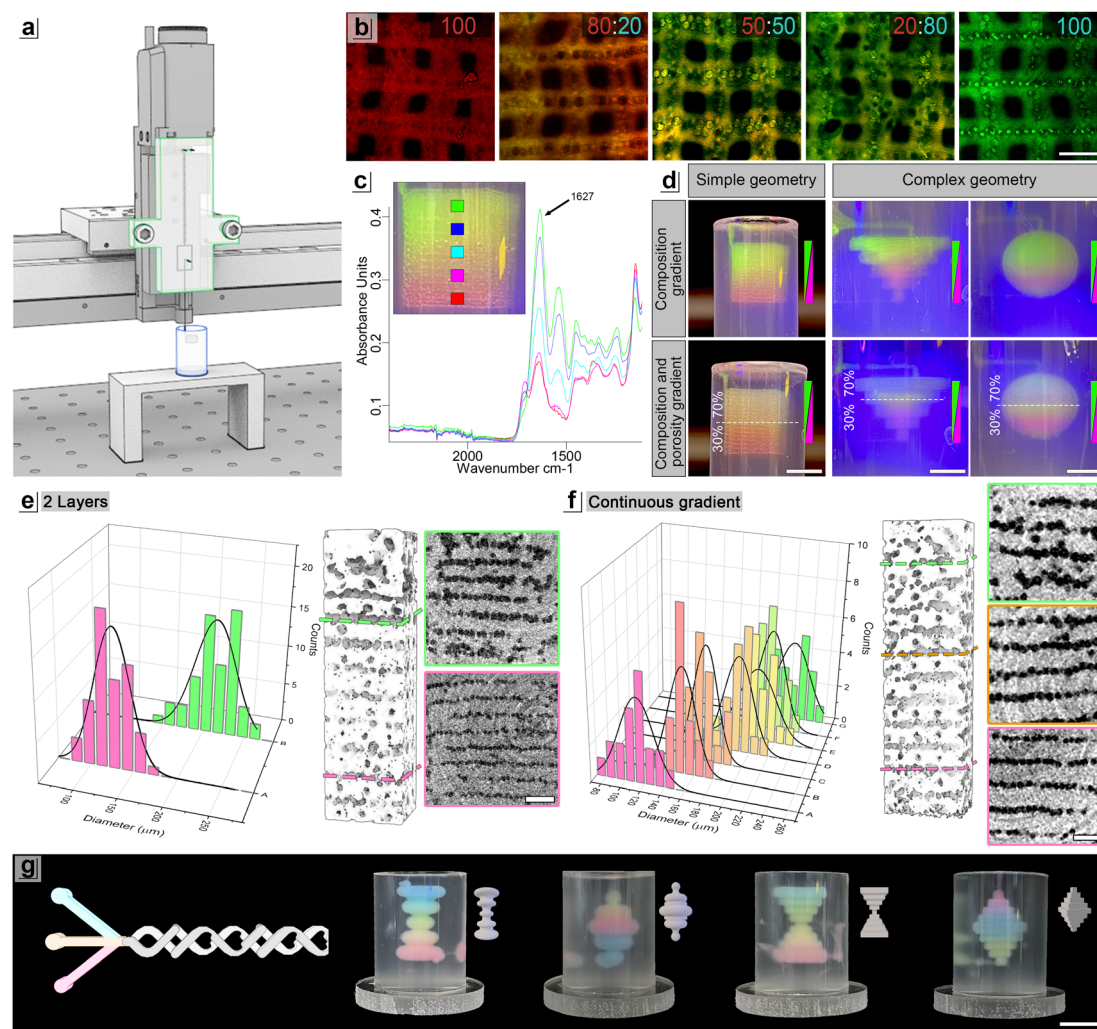 a
b
100
80:20
50:50
20:80
100
c
1627
0.4
0.3
0.2
0.1
Absorbance Units
2000
1500
Wavenumber cm-1
d
Simple geometry
Complex geometry
Composition
gradient
Composition and
porosity gradient
30% 70%
30% 70%
30% 70%
e
2 Layers
20
15
10
5
0
Counts
B
A
100
150
200
250
Diameter (μm)
f
Continuous gradient
10
8
6
4
2
0
Counts
G
F
E
D
C
B
A
80
100
120
140
160
180
200
220
240
260
Diameter (μm)
g